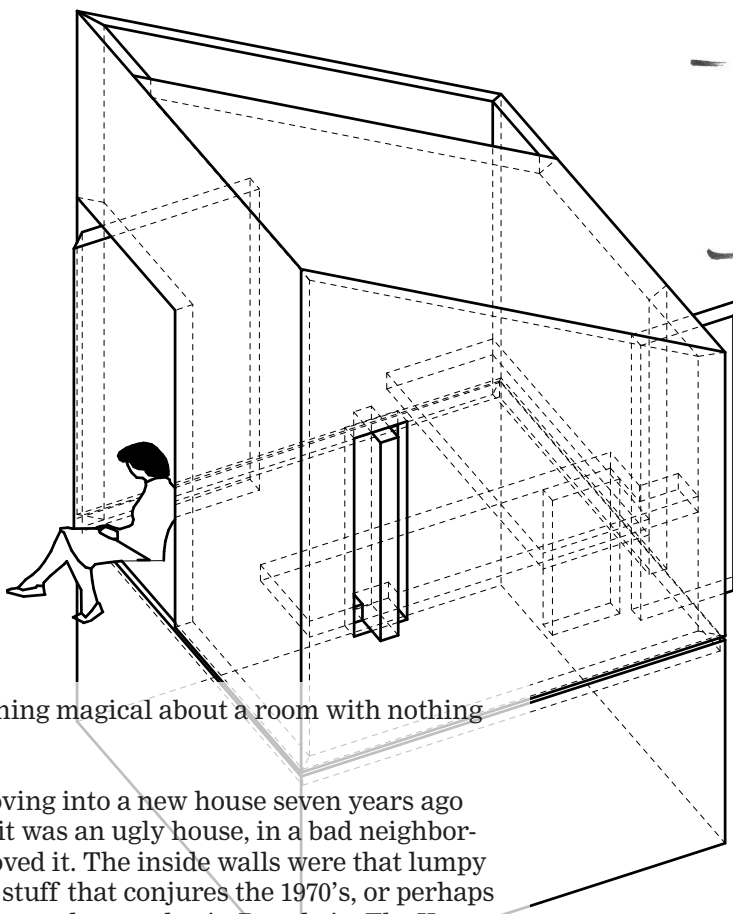 ning magical about a room with nothing
oving into a new house seven years ago
it was an ugly house, in a bad neighbor-
oved it. The inside walls were that lumpy
stuff that conjures the 1970's, or perhaps